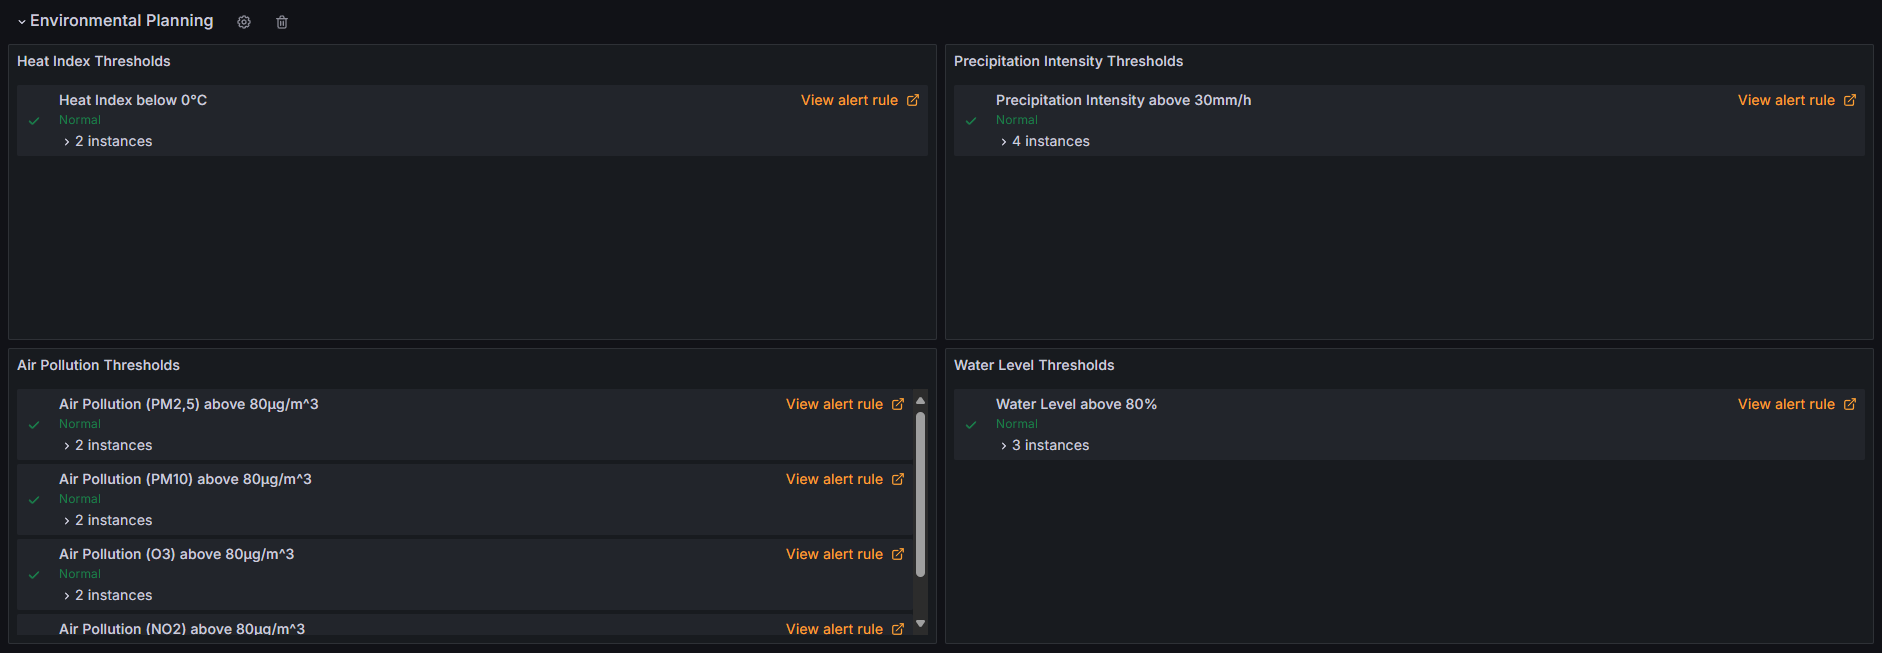 Environmental Planning
Heat Index Thresholds
Heat Index below 0°C
View alert rule
Normal
2 instances
Precipitation Intensity Thresholds
Precipitation Intensity above 30mm/h
View alert rule
Normal
4 instances
Air Pollution Thresholds
Air Pollution (PM2,5) above 80µg/m^3
View alert rule
Normal
2 instances
Air Pollution (PM10) above 80µg/m^3
View alert rule
Normal
2 instances
Air Pollution (O3) above 80µg/m^3
View alert rule
Normal
2 instances
Air Pollution (NO2) above 80µg/m^3
View alert rule
Water Level Thresholds
Water Level above 80%
View alert rule
Normal
3 instances